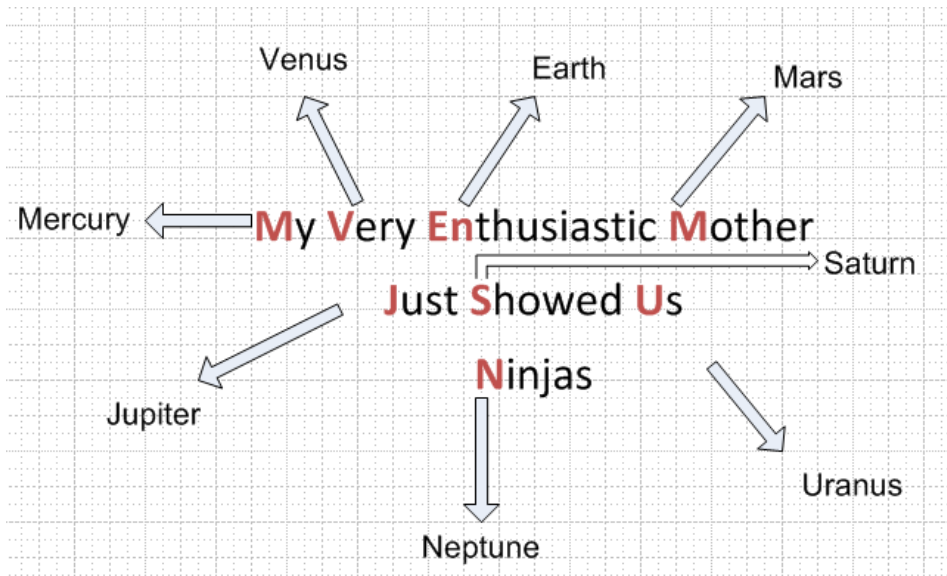 Venus
Earth
Mars
Mercury
My Very Enthusiastic Mother
Saturn
Just Showed Us
Ninjas
Jupiter
Uranus
Neptune